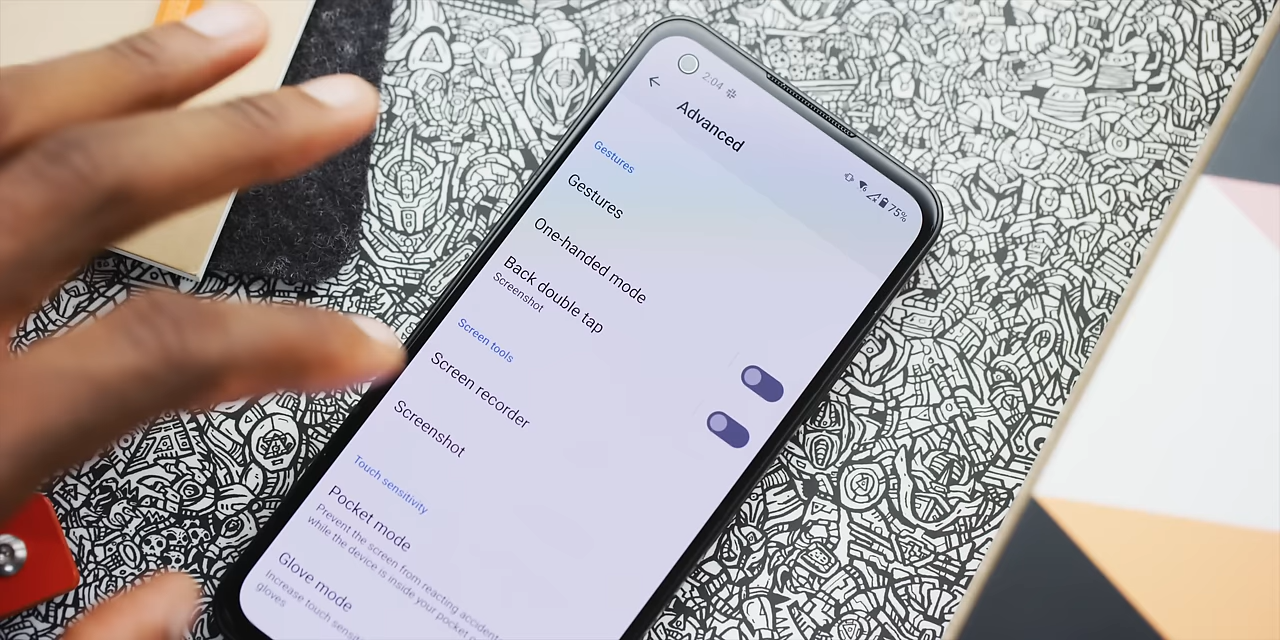 2:04
75%
Advanced
Gestures
Gestures
One-handed mode
Back double tap
Screenshot
Screen tools
Screen recorder
Screenshot
Touch sensitivity
Pocket mode
Prevent the screen from reacting
while the device is inside your pocket
Glove mode
Increase touch
gloves